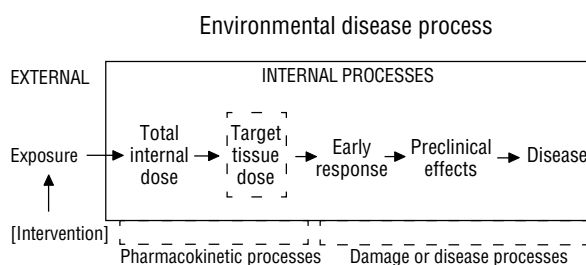 Environmental disease process
EXTERNAL
INTERNAL PROCESSES
Exposure
Total
internal
dose
Target
tissue
dose
Early
response
Preclinical
effects
Disease
[Intervention]
Pharmacokinetic processes
Damage or disease processes